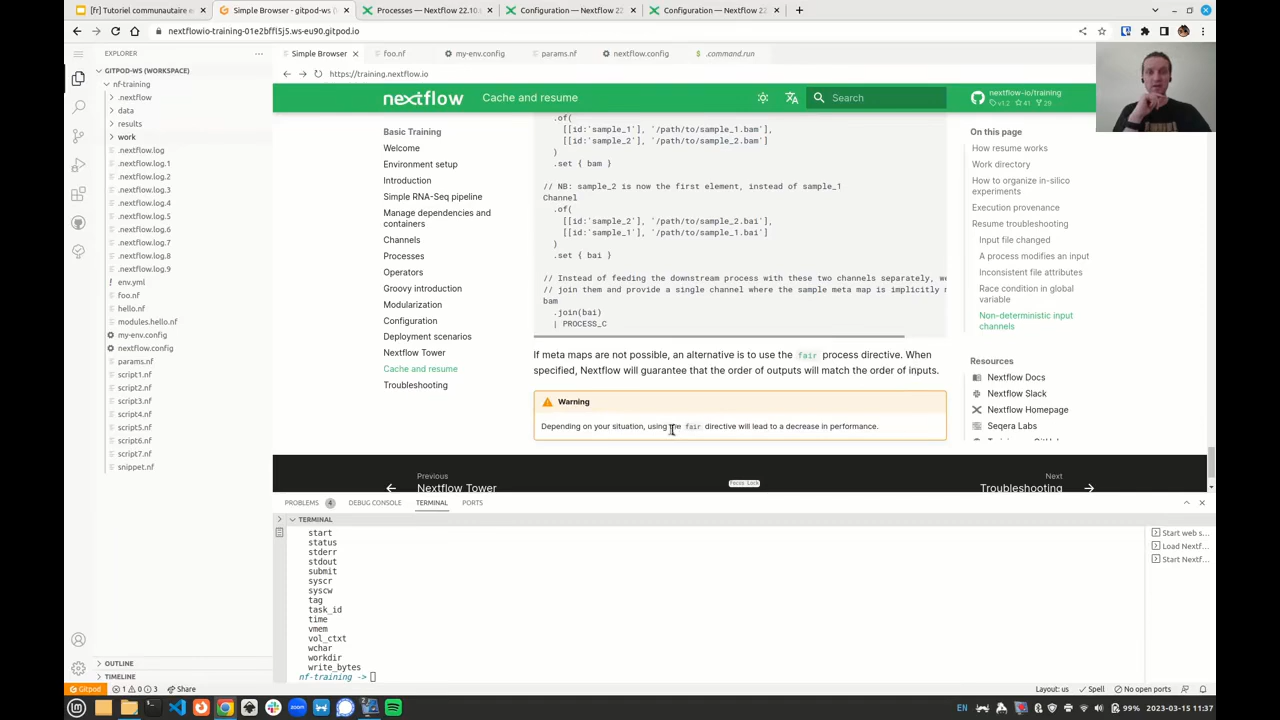 [fr] Tutoriel communautaire e
Simple Browser - gitpod-ws (
Processes — Nextflow 22.10.
Configuration — Nextflow 22.
Configuration — Nextflow 22
nextflowio-training-01e2bffl5j5.ws-eu90.gitpod.io
EXPLORER
Simple Browser
foo.nf
my-env.config
params.nf
nextflow.config
.command.run
GITPOD-WS (WORKSPACE)
nf-training
.nextflow
data
results
work
.nextflow.log
.nextflow.log.1
.nextflow.log.2
.nextflow.log.3
.nextflow.log.4
.nextflow.log.5
.nextflow.log.6
.nextflow.log.7
.nextflow.log.8
.nextflow.log.9
env.yml
foo.nf
hello.nf
modules.hello.nf
my-env.config
nextflow.config
params.nf
script1.nf
script2.nf
script3.nf
script4.nf
script5.nf
script6.nf
script7.nf
snippet.nf
OUTLINE
TIMELINE
https://training.nextflow.io
nextflow
Cache and resume
Search
nextflow-io/training
v1.2 41 29
Basic Training
Welcome
Environment setup
Introduction
Simple RNA-Seq pipeline
Manage dependencies and
containers
Channels
Processes
Operators
Groovy introduction
Modularization
Configuration
Deployment scenarios
Nextflow Tower
Cache and resume
Troubleshooting
.of(
[[id:'sample_1'], '/path/to/sample_1.bam'],
[[id:'sample_2'], '/path/to/sample_2.bam']
)
.set { bam }
// NB: sample_2 is now the first element, instead of sample_1
Channel
.of(
[[id:'sample_2'], '/path/to/sample_2.bai'],
[[id:'sample_1'], '/path/to/sample_1.bai']
)
.set { bai }
// Instead of feeding the downstream process with these two channels separately, we
// join them and provide a single channel where the sample meta map is implicitly
bam
.join(bai)
| PROCESS_C
If meta maps are not possible, an alternative is to use the fair process directive. When
specified, Nextflow will guarantee that the order of outputs will match the order of inputs.
Warning
Depending on your situation, using the fair directive will lead to a decrease in performance.
On this page
How resume works
Work directory
How to organize in-silico
experiments
Execution provenance
Resume troubleshooting
Input file changed
A process modifies an input
Inconsistent file attributes
Race condition in global
variable
Non-deterministic input
channels
Resources
Nextflow Docs
Nextflow Slack
Nextflow Homepage
Seqera Labs
Previous
Nextflow Tower
Next
Troubleshooting
PROBLEMS 4
DEBUG CONSOLE
TERMINAL
PORTS
TERMINAL
start
status
stderr
stdout
submit
syscr
syscw
tag
task_id
time
vmem
vol_ctxt
wchar
workdir
write_bytes
nf-training ->
Start web s...
Load Nextf...
Start Nextf...
Gitpod
1 0 3
Share
Layout: us
Spell
No open ports
zoom
EN
99%
2023-03-15 11:37